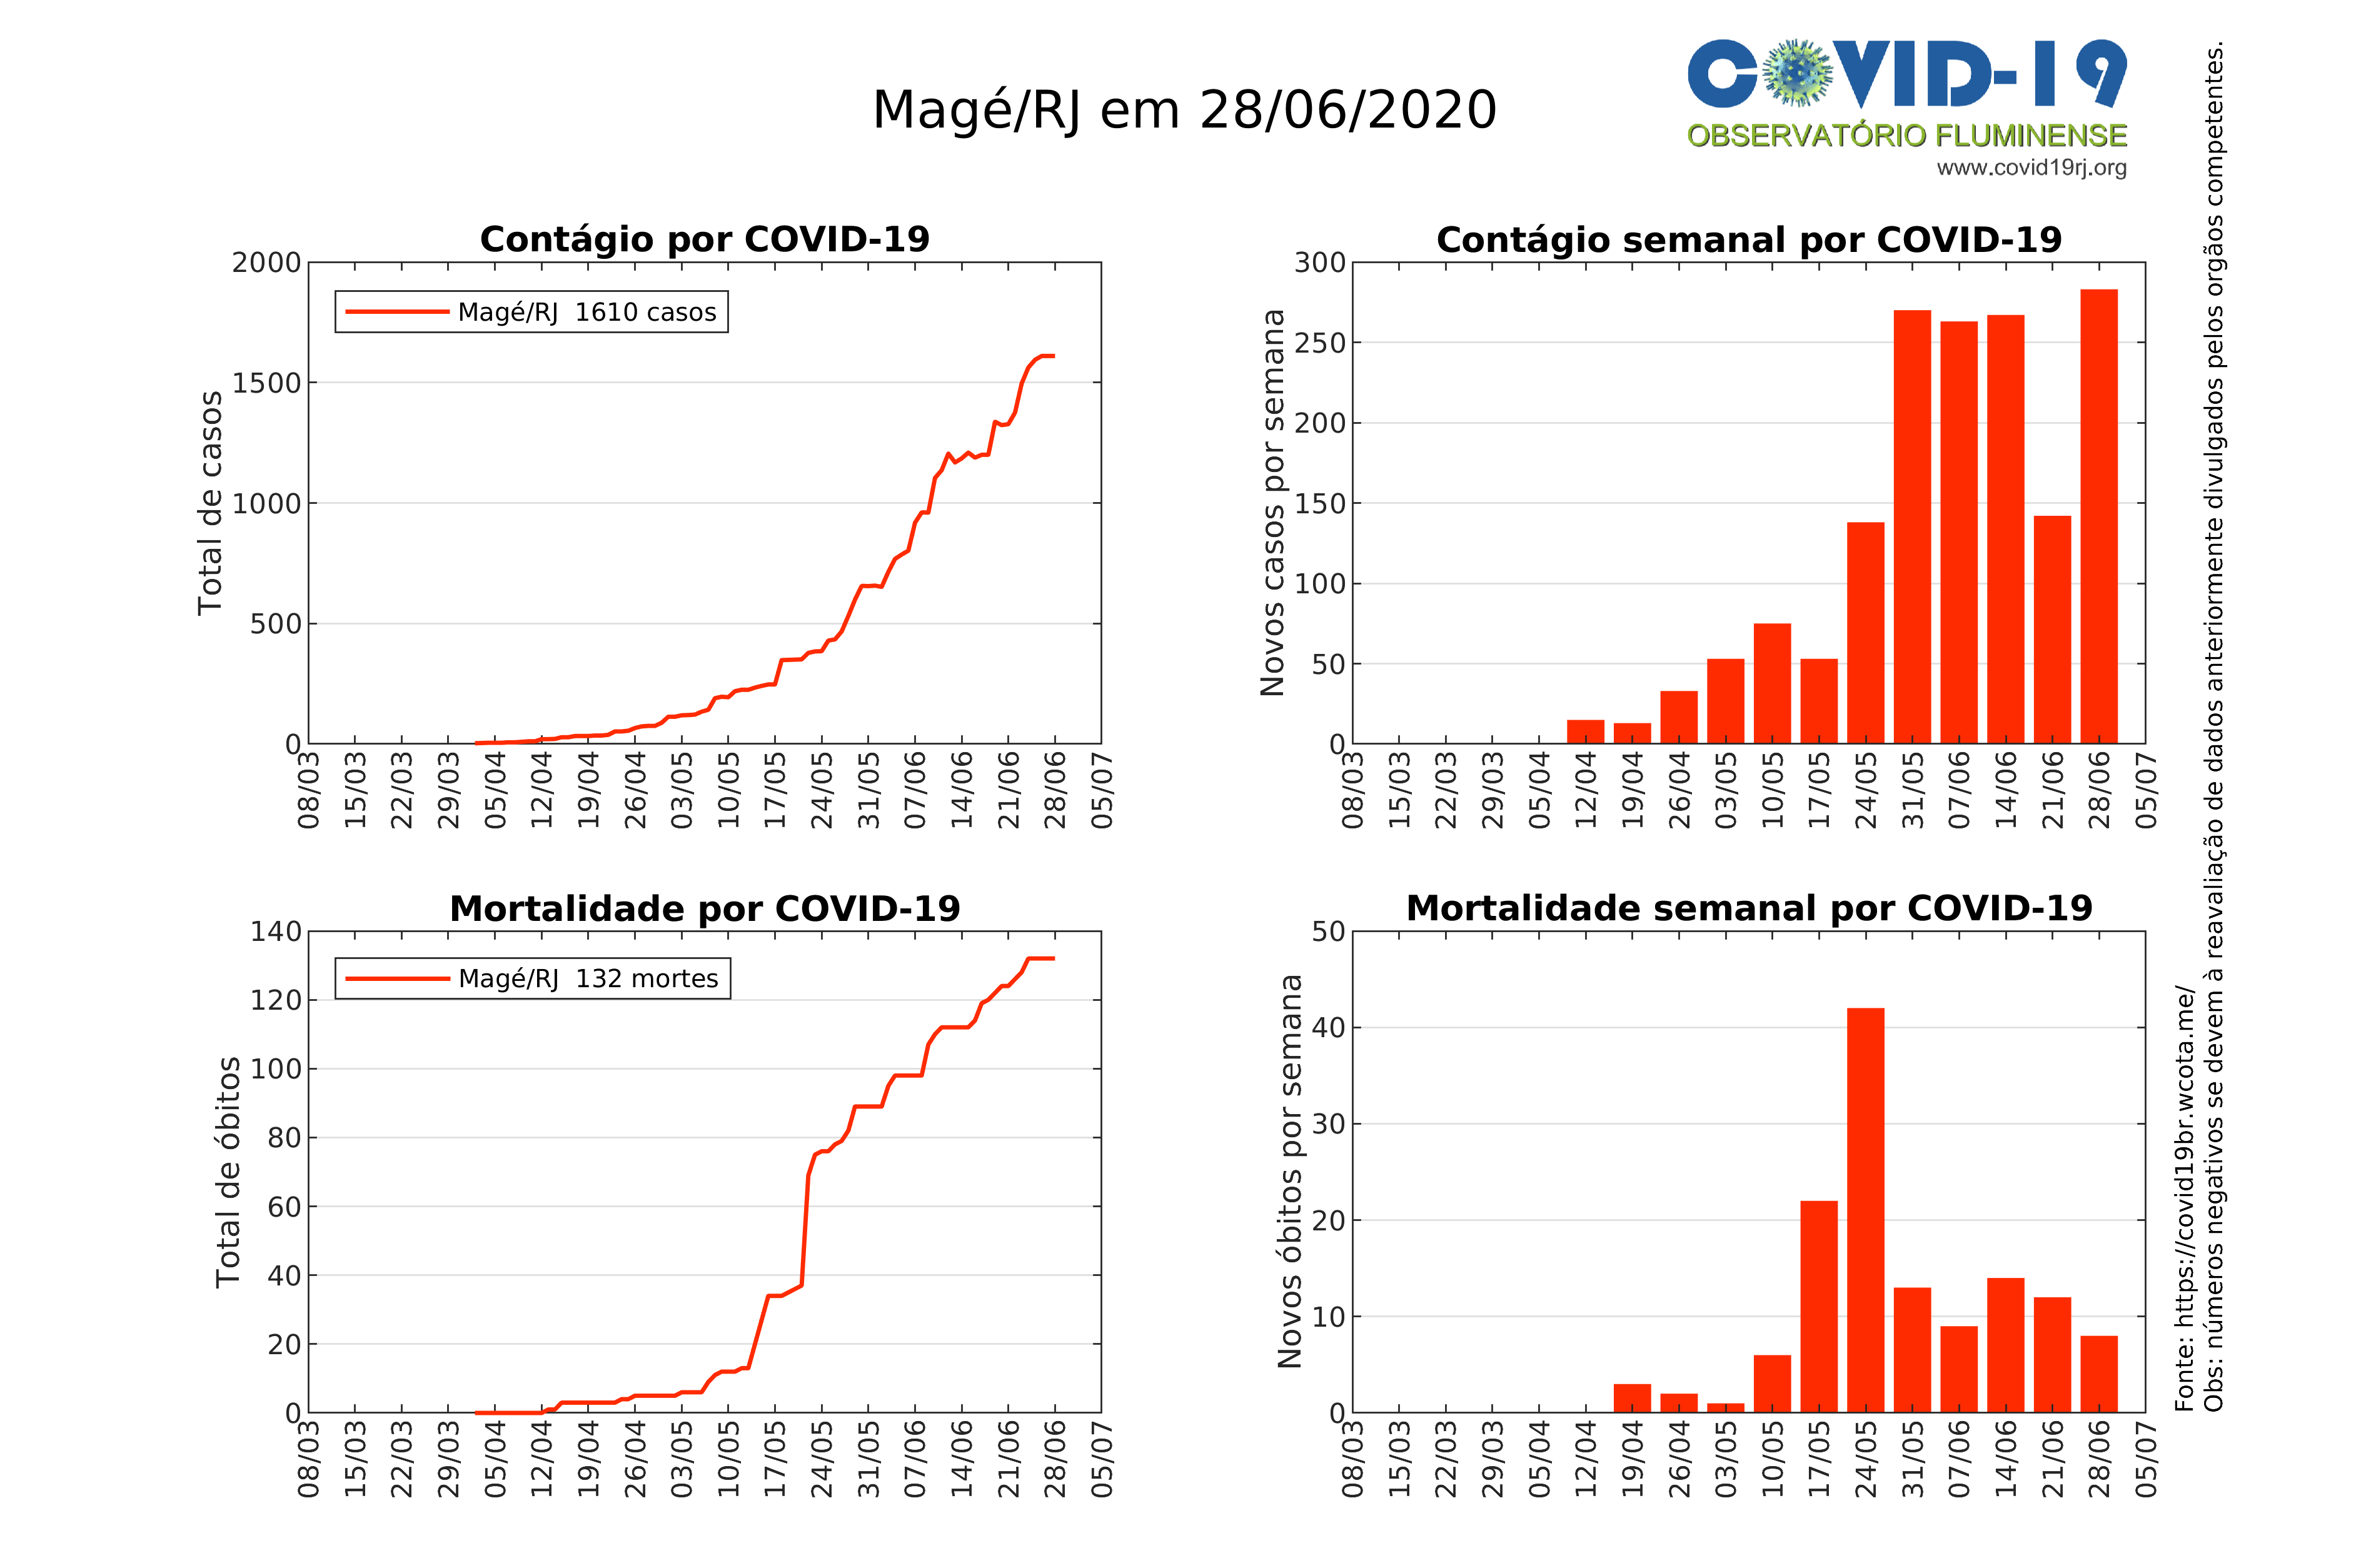 Magé/RJ em 28/06/2020
COVID-19
OBSERVATÓRIO FLUMINENSE
www.covid19rj.org
Contágio por COVID-19
Total de casos
2000
1500
1000
500
0
Magé/RJ 1610 casos
08/03 15/03 22/03 29/03 05/04 12/04 19/04 26/04 03/05 10/05 17/05 24/05 31/05 07/06 14/06 21/06 28/06 05/07
Contágio semanal por COVID-19
Novos casos por semana
300
250
200
150
100
50
0
08/03 15/03 22/03 29/03 05/04 12/04 19/04 26/04 03/05 10/05 17/05 24/05 31/05 07/06 14/06 21/06 28/06 05/07
Mortalidade por COVID-19
Total de óbitos
140
120
100
80
60
40
20
0
Magé/RJ 132 mortes
08/03 15/03 22/03 29/03 05/04 12/04 19/04 26/04 03/05 10/05 17/05 24/05 31/05 07/06 14/06 21/06 28/06 05/07
Mortalidade semanal por COVID-19
Novos óbitos por semana
50
40
30
20
10
0
08/03 15/03 22/03 29/03 05/04 12/04 19/04 26/04 03/05 10/05 17/05 24/05 31/05 07/06 14/06 21/06 28/06 05/07
Fonte: https://covid19br.wcota.me/
Obs: números negativos se devem à reavaliação de dados anteriormente divulgados pelos orgãos competentes.